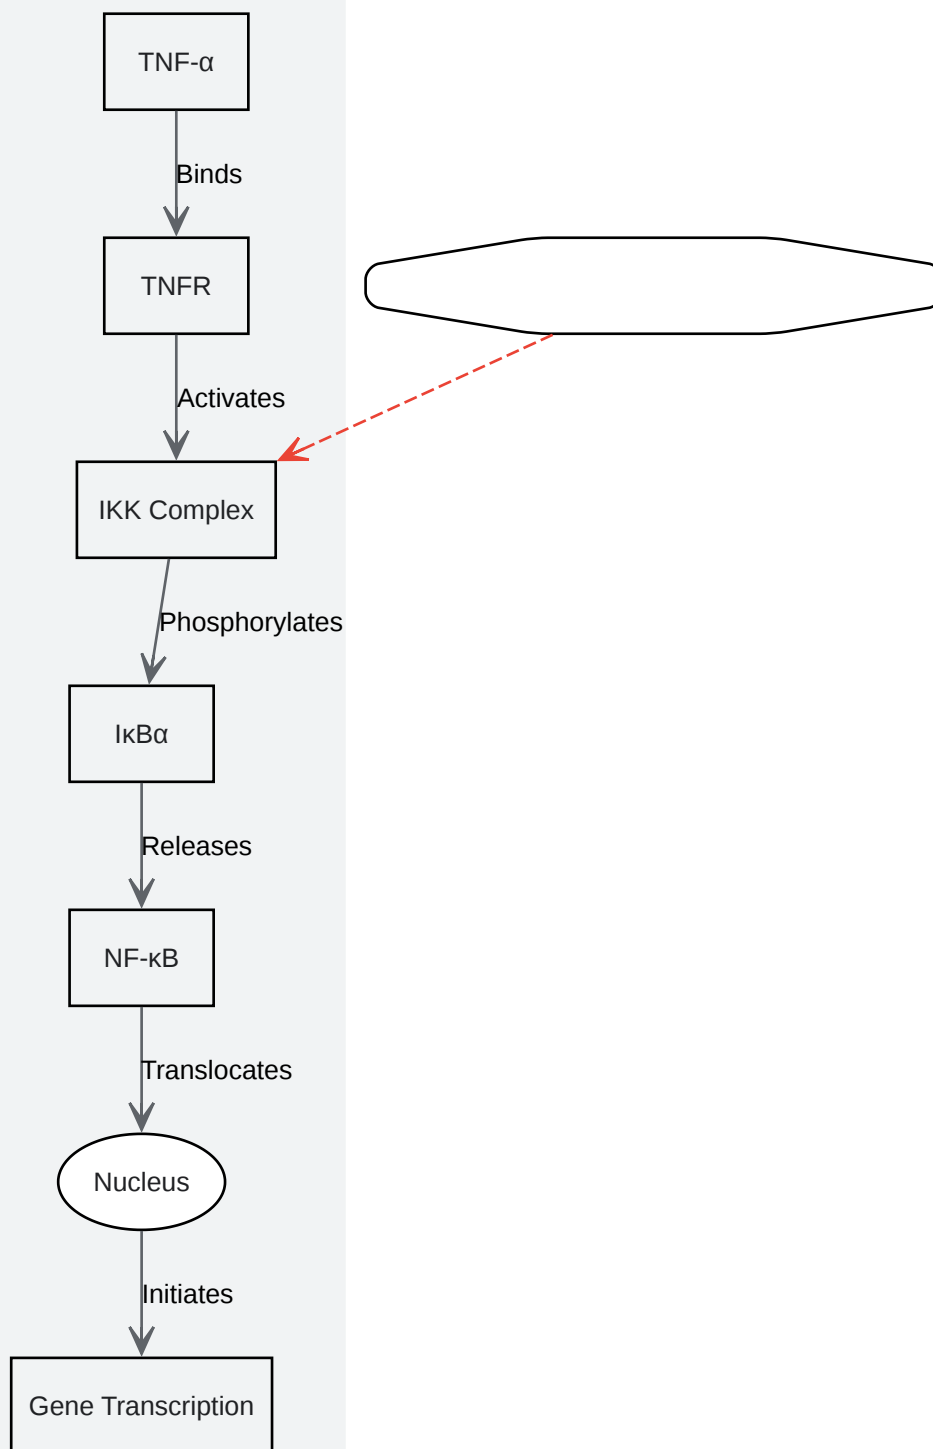 TNF-α
Binds
TNFR
Activates
IKK Complex
Phosphorylates
IκBα
Releases
NF-κB
Translocates
Nucleus
Initiates
Gene Transcription